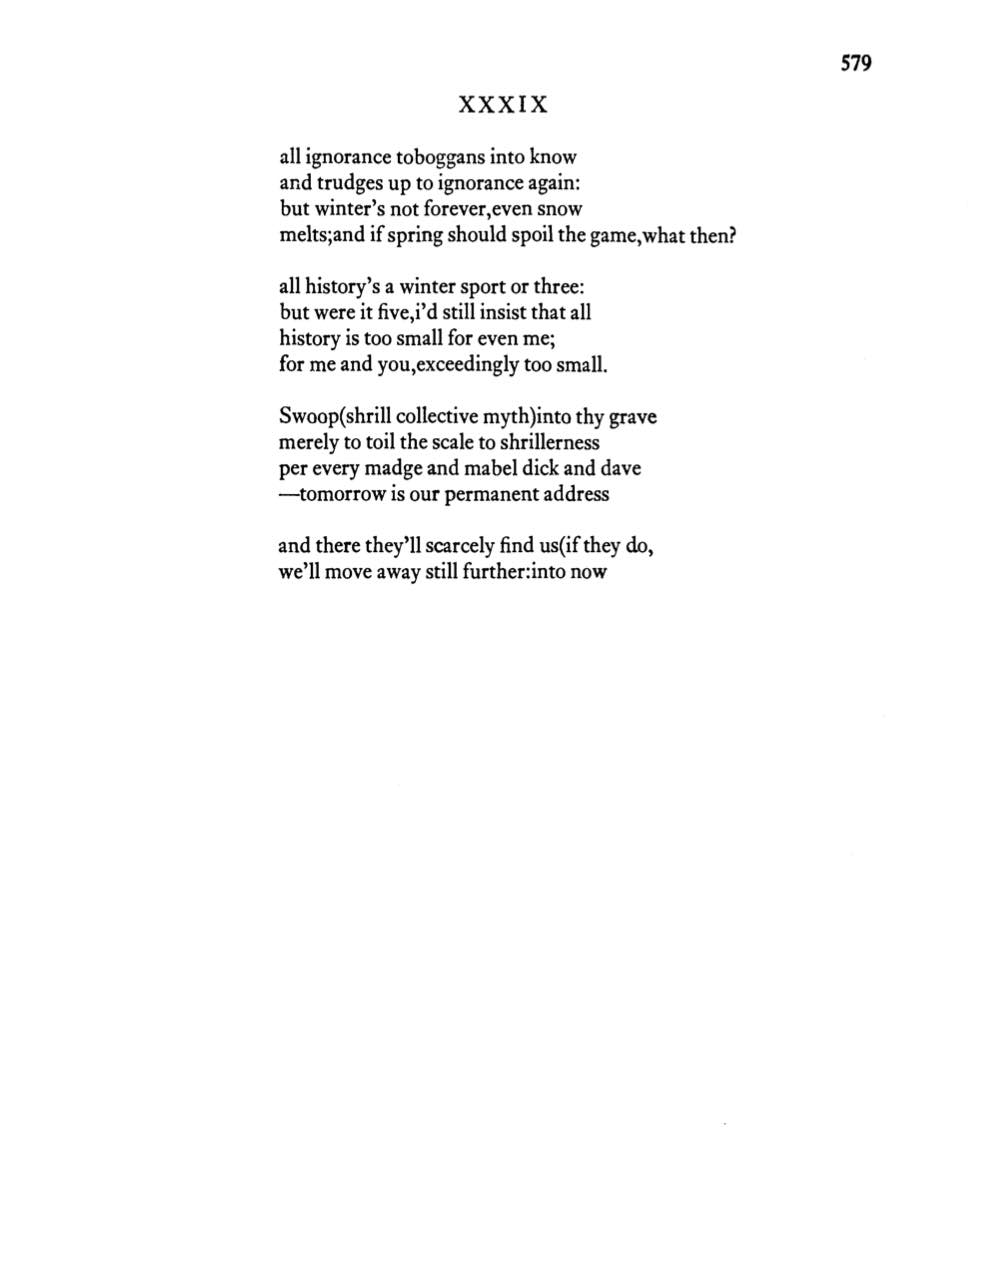 579
XXXIX
all ignorance toboggans into know
and trudges up to ignorance again:
but winter's not forever,even snow
melts;and if spring should spoil the game,what then?
all history's a winter sport or three:
but were it five,i'd still insist that all
history is too small for even me;
for me and you,exceedingly too small.
Swoop(shrill collective myth)into thy grave
merely to toil the scale to shrillerness
per every madge and mabel dick and dave
—tomorrow is our permanent address
and there they'll scarcely find us(if they do,
we'll move away still further:into now